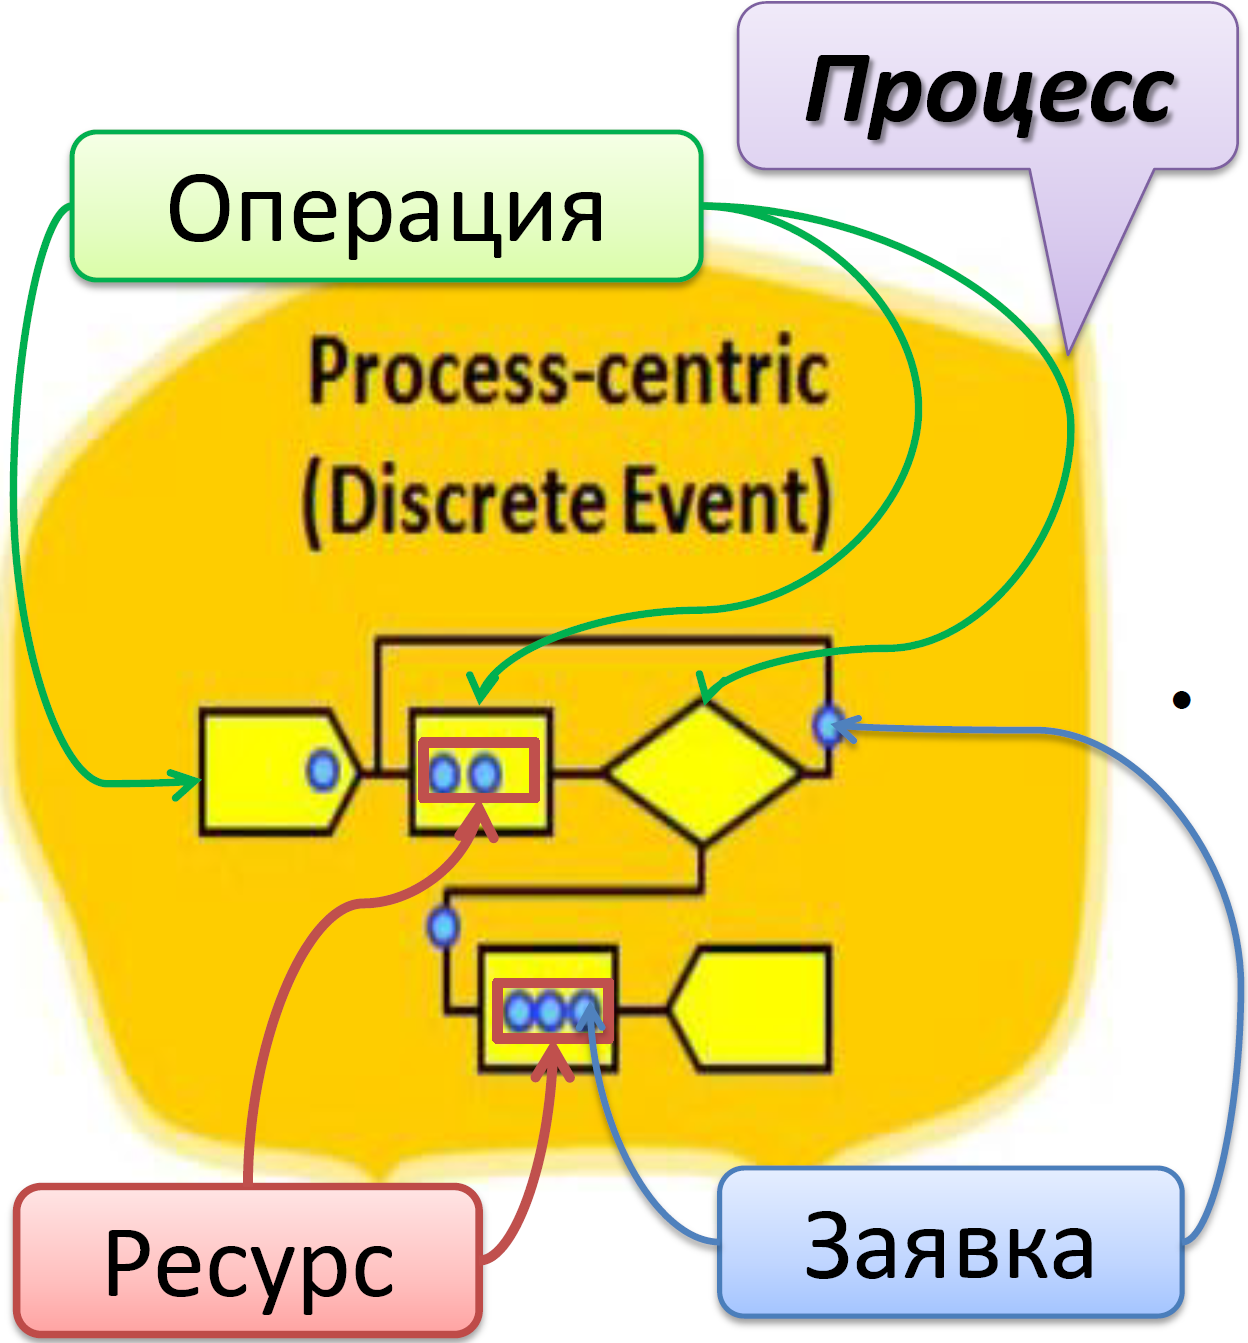 Процесс
Операция
Process-centric
(Discrete Event)
Ресурс
Заявка